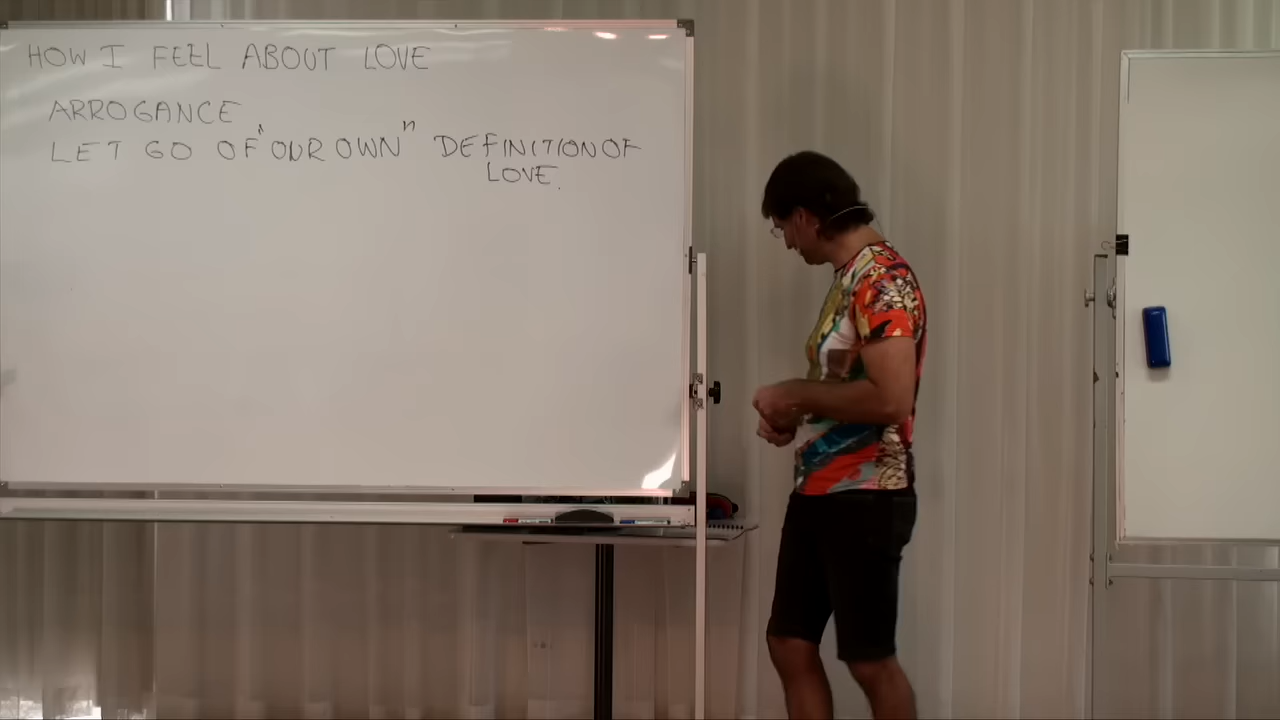 HOW I FEEL ABOUT LOVE
ARROGANCE
LET GO OF "OUR OWN" DEFINITION OF
LOVE.